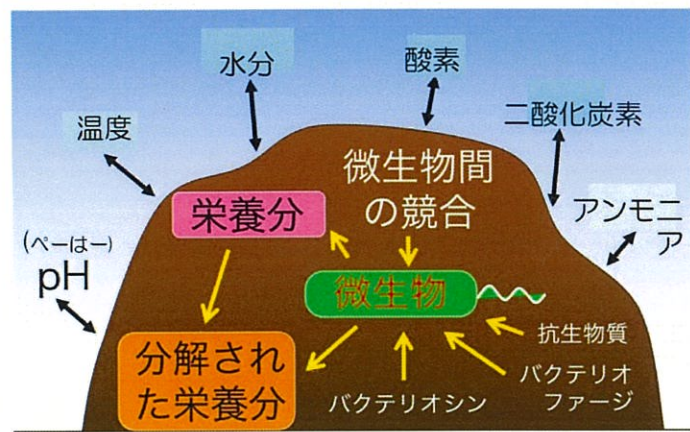 水分
酸素
二酸化炭素
温度
アンモニ
ア
(ペーはー)
pH
微生物間
の競合
栄養分
微生物
分解され
た栄養分
抗生物質
バクテリオ
ファージ
バクテリオシン